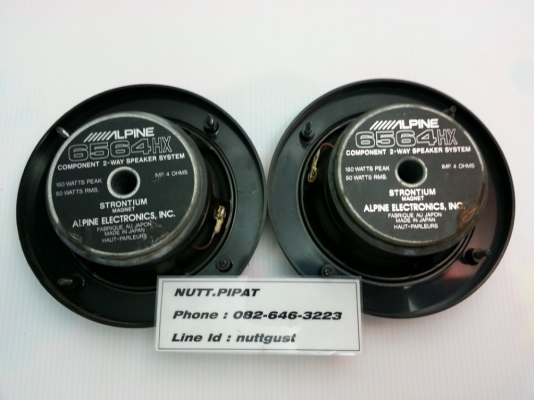 ALPINE
6564HX
COMPONENT 2-WAY SPEAKER SYSTEM
160 WATTS PEAK
50 WATTS RMS.
IMP. 4 OHMS
STRONTIUM
MAGNET
ALPINE ELECTRONICS, INC.
FABRIQUE AU JAPON
MADE IN JAPAN
HAUT-PARLEURS
ALPINE
6564HX
COMPONENT 2-WAY SPEAKER SYSTEM
160 WATTS PEAK
50 WATTS RMS.
IMP. 4 OHMS
STRONTIUM
MAGNET
ALPINE ELECTRONICS, INC.
FABRIQUE AU JAPON
MADE IN JAPAN
HAUT-PARLEURS
NUTT.PIPAT
Phone : 082-646-3223
Line Id : nuttgust